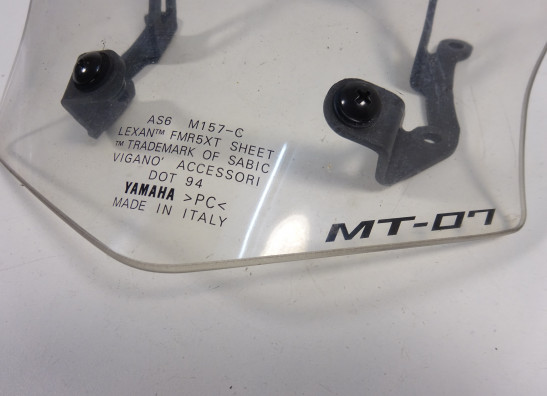 AS6 M157-C
LEXAN™ FMR5XT SHEET
™ TRADEMARK OF SABIC
VIGANO' ACCESSORI
DOT 94
YAMAHA >PC<
MADE IN ITALY
MT-07